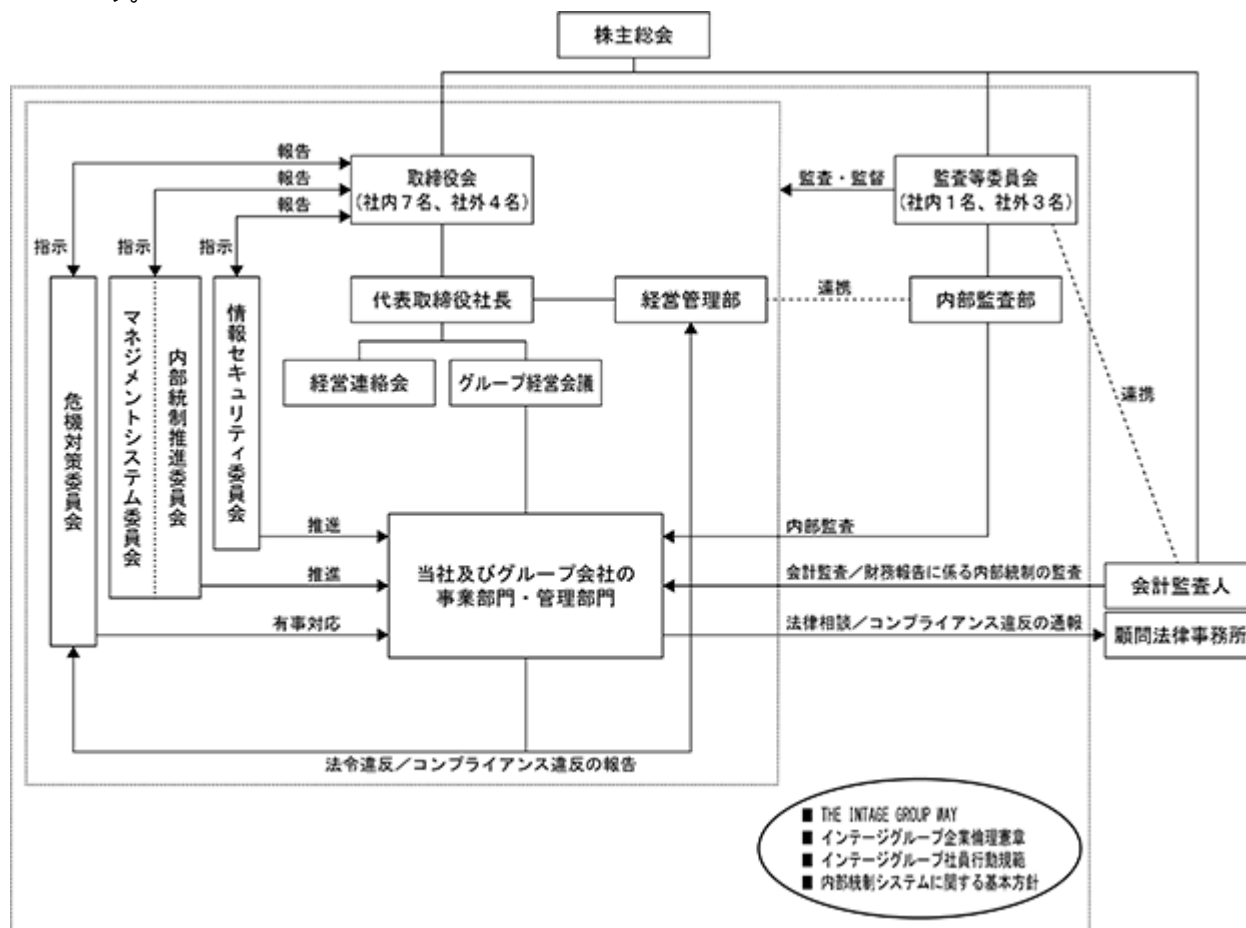 す。
株主総会
報告
報告
報告
取締役会
（社内７名、社外４名）
監査・監督
監査等委員会
（社内１名、社外３名）
指示
指示
指示
代表取締役社長
経営管理部
連携
内部監査部
危機対策委員会
マネジメントシステム委員会
内部統制推進委員会
情報セキュリティ委員会
経営連絡会
グループ経営会議
連携
推進
推進
有事対応
当社及びグループ会社の
事業部門・管理部門
内部監査
会計監査／財務報告に係る内部統制の監査
会計監査人
法律相談／コンプライアンス違反の通報
顧問法律事務所
法令違反／コンプライアンス違反の報告
■ THE INTAGE GROUP WAY
■ インテージグループ企業倫理憲章
■ インテージグループ社員行動規範
■ 内部統制システムに関する基本方針